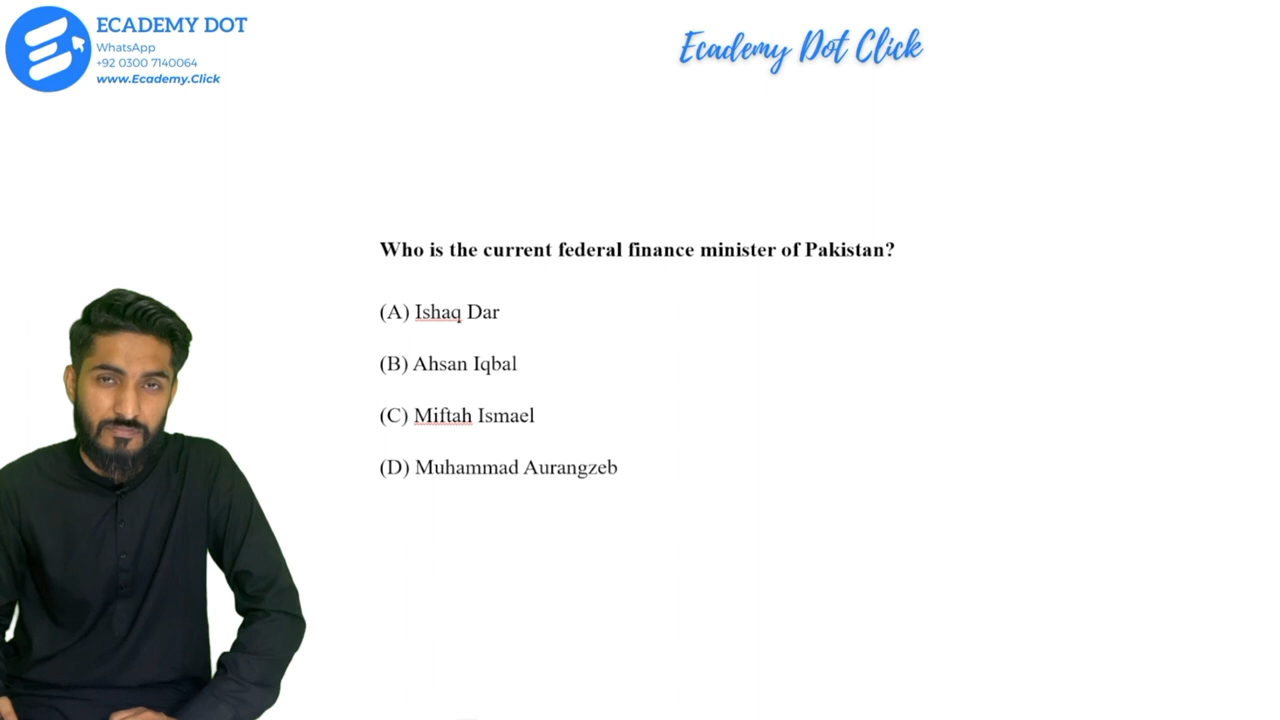 ECADEMY DOT
WhatsApp
+92 0300 7140064
www.Ecademy.Click
Ecademy Dot Click
Who is the current federal finance minister of Pakistan?
(A) Ishaq Dar
(B) Ahsan Iqbal
(C) Miftah Ismael
(D) Muhammad Aurangzeb